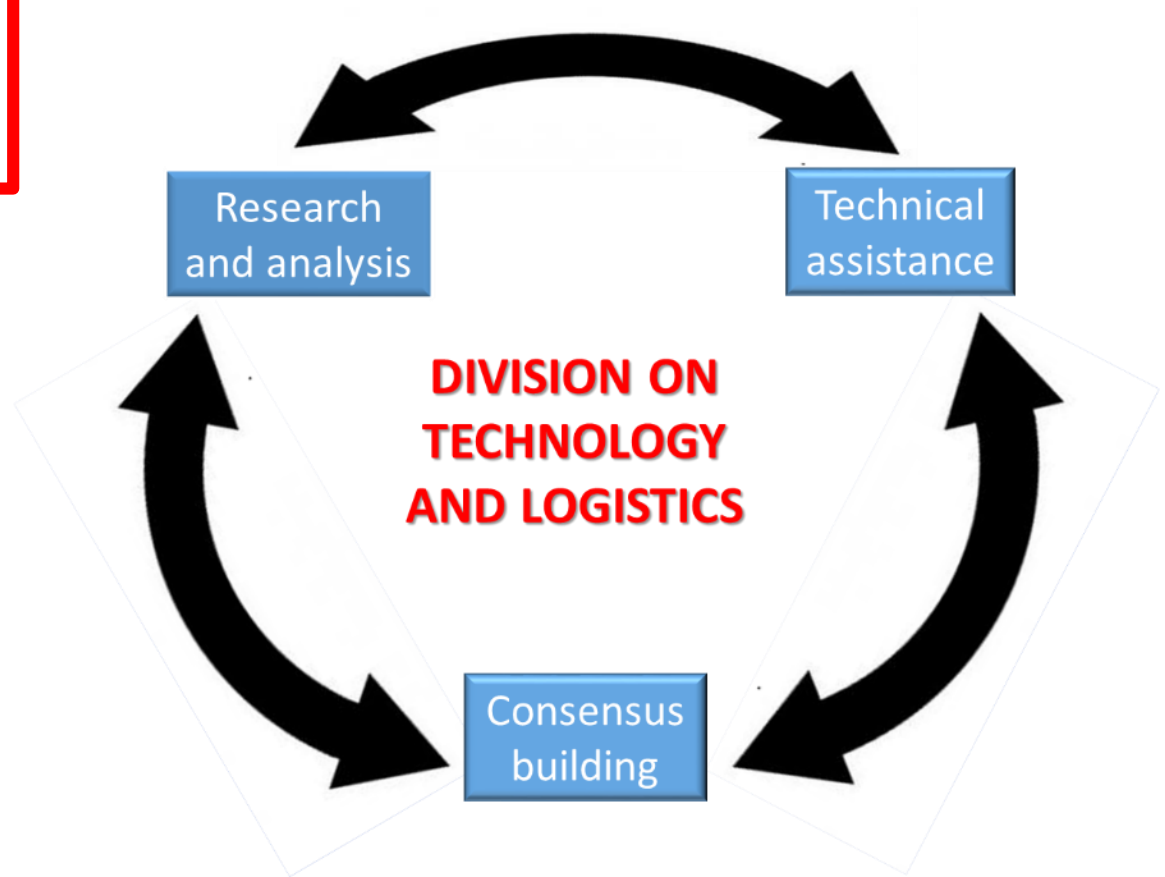 Research
and analysis
Technical
assistance
DIVISION ON
TECHNOLOGY
AND LOGISTICS
Consensus
building